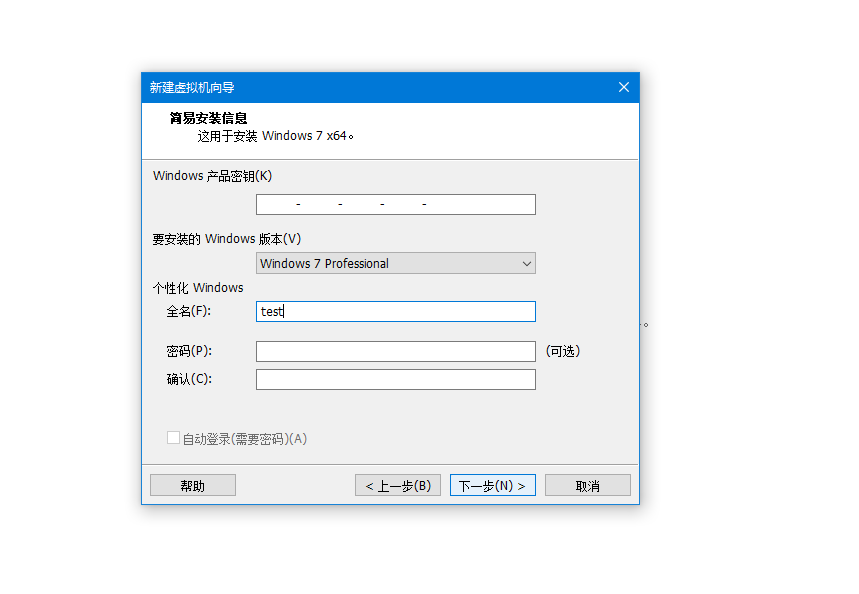 新建虚拟机向导
简易安装信息
这用于安装 Windows 7 x64。
Windows 产品密钥(K)
- - - -
要安装的 Windows 版本(V)
Windows 7 Professional
个性化 Windows
全名(F):
test
密码(P):
(可选)
确认(C):
自动登录(需要密码)(A)
帮助
< 上一步(B)
下一步(N) >
取消
。